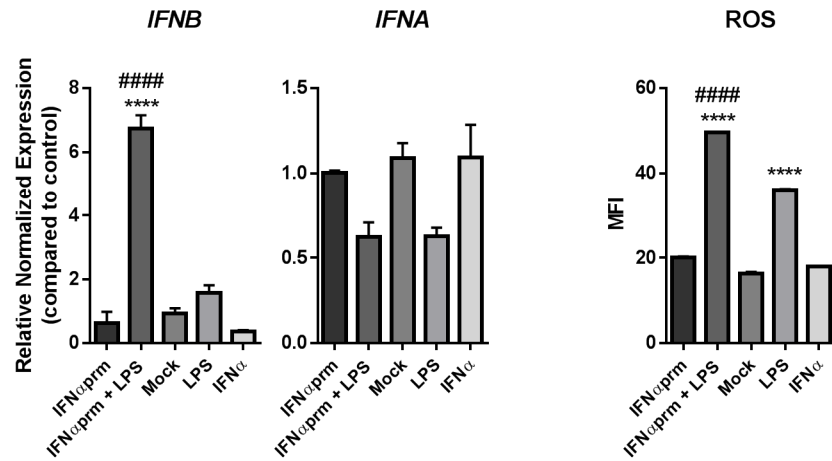 IFNB
IFNA
ROS
Relative Normalized Expression
(compared to control)
8
6
4
2
0
####
****
IFNαprm
IFNαprm + LPS
Mock
LPS
IFNα
1.5
1.0
0.5
0.0
IFNαprm
IFNαprm + LPS
Mock
LPS
IFNα
MFI
60
40
20
0
####
****
****
IFNαprm
IFNαprm + LPS
Mock
LPS
IFNα